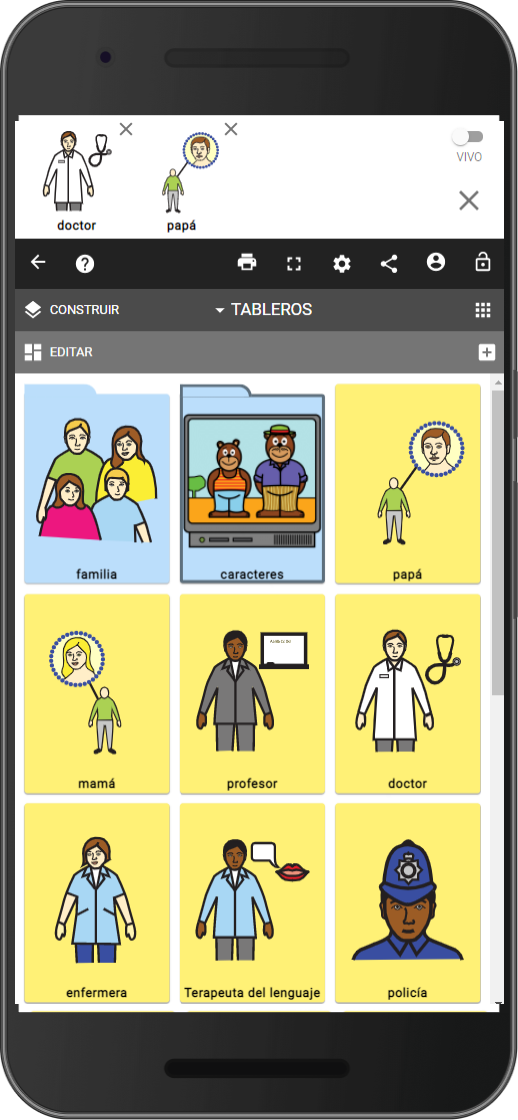 doctor
papá
VIVO
CONSTRUIR
TABLEROS
EDITAR
familia
caracteres
papá
mamá
profesor
doctor
enfermera
Terapeuta del lenguaje
policía